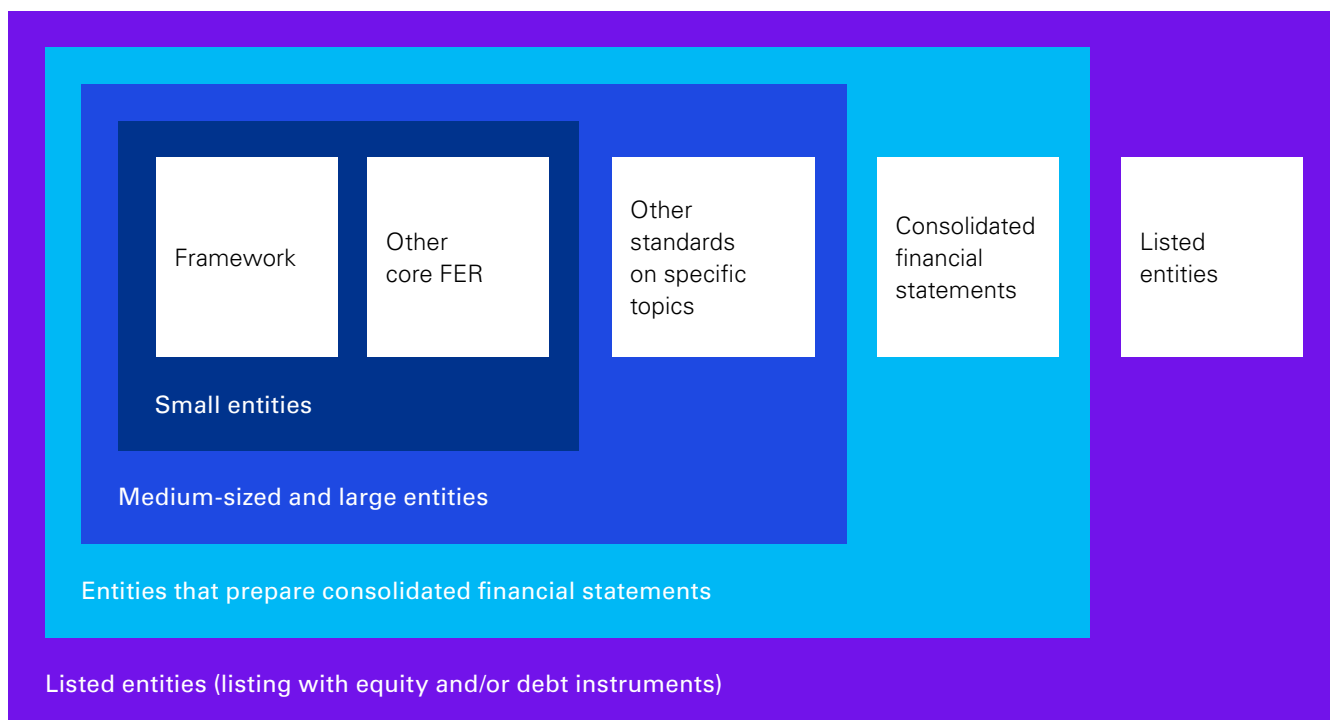 Framework
Other
core FER
Other
standards
on specific
topics
Consolidated
financial
statements
Listed
entities
Small entities
Medium-sized and large entities
Entities that prepare consolidated financial statements
Listed entities (listing with equity and/or debt instruments)